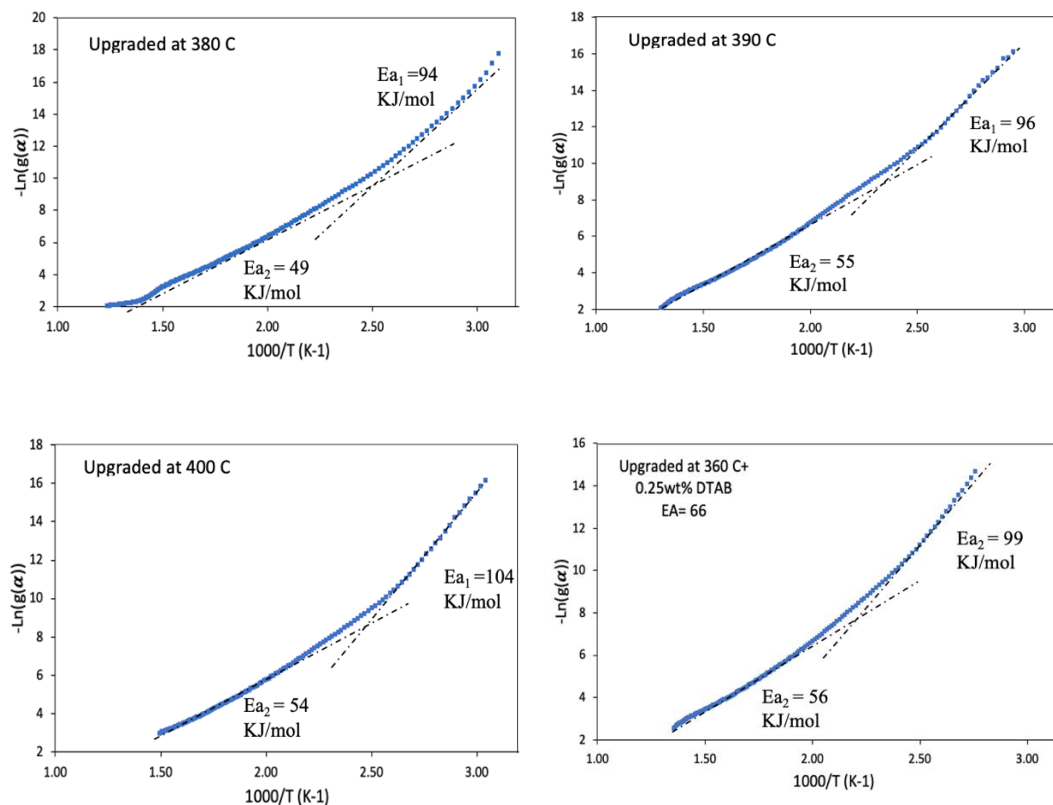 Upgraded at 380 C
-Ln(g(α))
20
18
16
14
12
10
8
6
4
2
Ea1 =94
KJ/mol
Ea2 = 49
KJ/mol
1.00
1.50
2.00
2.50
3.00
1000/T (K-1)
Upgraded at 390 C
-Ln(g(α))
18
16
14
12
10
8
6
4
2
Ea1 = 96
KJ/mol
Ea2 = 55
KJ/mol
1.00
1.50
2.00
2.50
3.00
1000/T (K-1)
Upgraded at 400 C
-Ln(g(α))
18
16
14
12
10
8
6
4
2
Ea1 =104
KJ/mol
Ea2 = 54
KJ/mol
1.00
1.50
2.00
2.50
3.00
1000/T (K-1)
Upgraded at 360 C+
0.25wt% DTAB
EA= 66
-Ln(g(α))
16
14
12
10
8
6
4
2
Ea2 = 99
KJ/mol
Ea2 = 56
KJ/mol
1.00
1.50
2.00
2.50
3.00
1000/T (K-1)